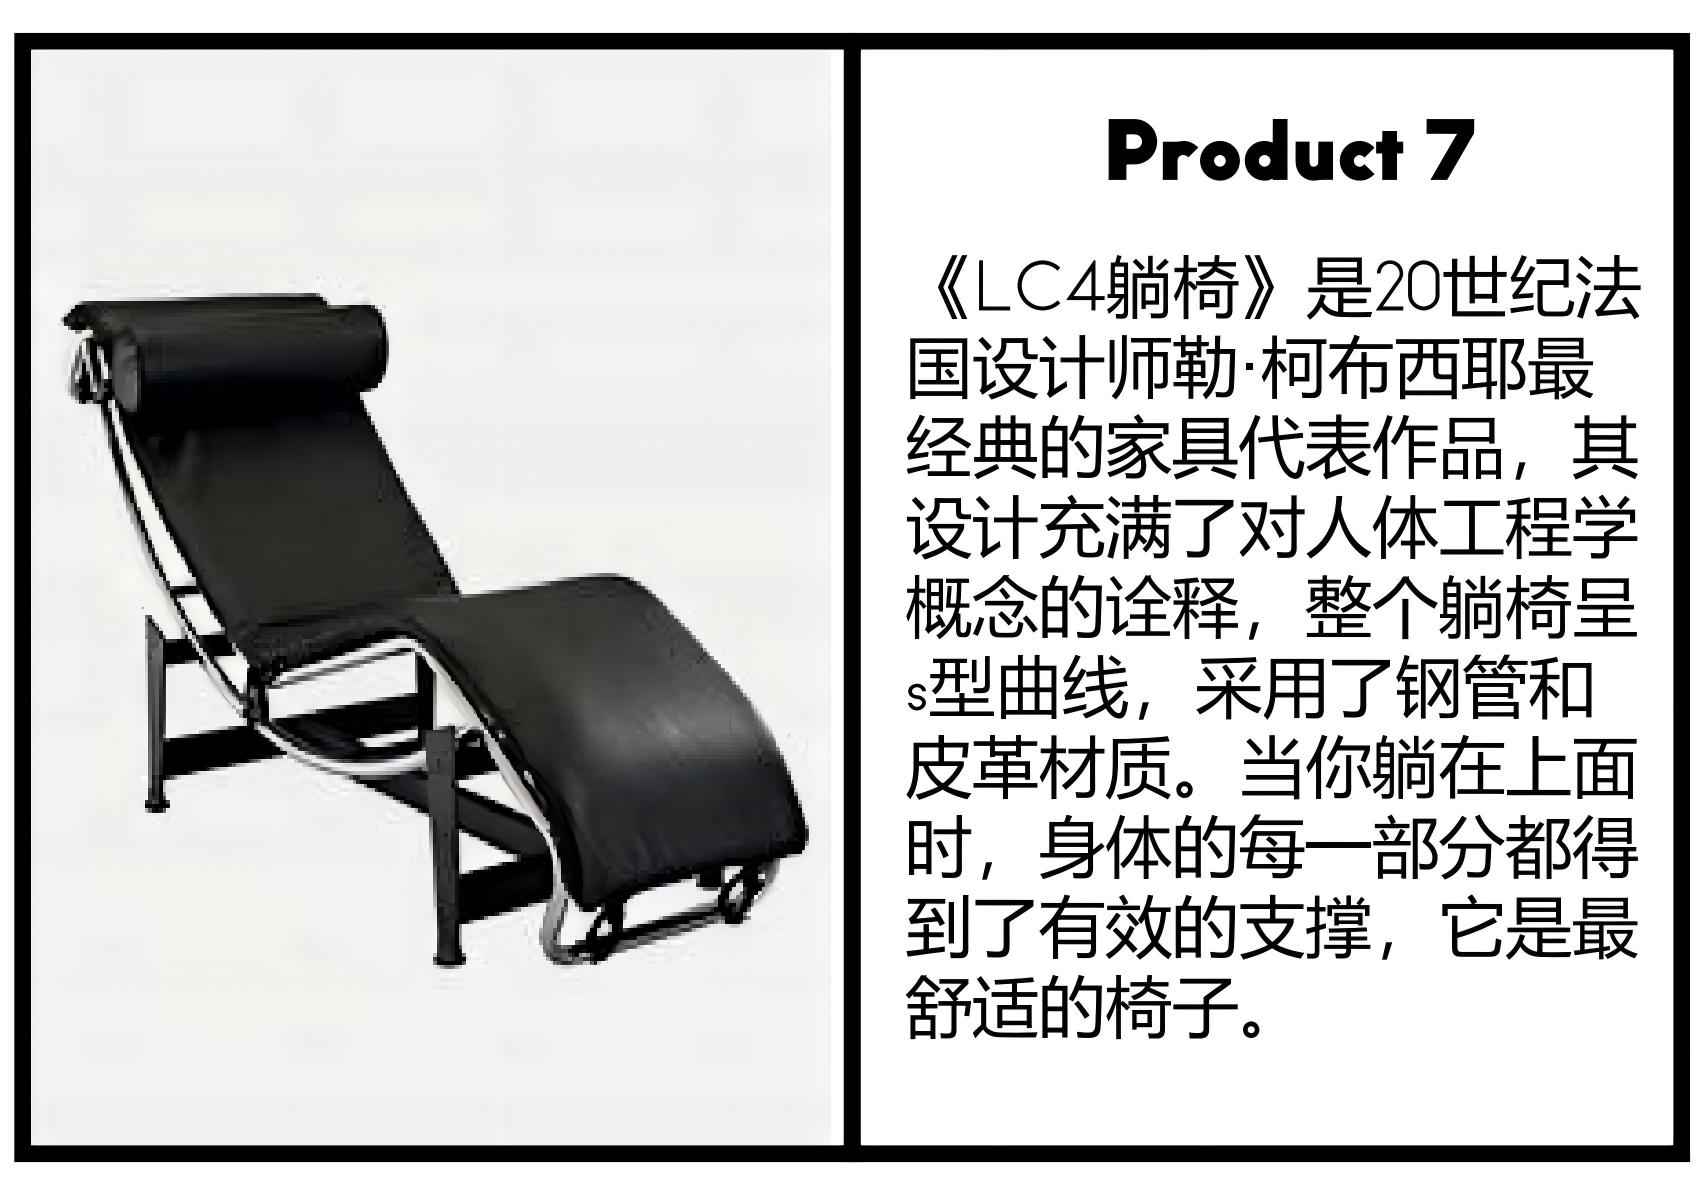 Product 7
《LC4躺椅》是20世纪法
国设计师勒·柯布西耶最
经典的家具代表作品，其
设计充满了对人体工程学
概念的诠释，整个躺椅呈
s型曲线，采用了钢管和
皮革材质。当你躺在上面
时，身体的每一部分都得
到了有效的支撑，它是最
舒适的椅子。